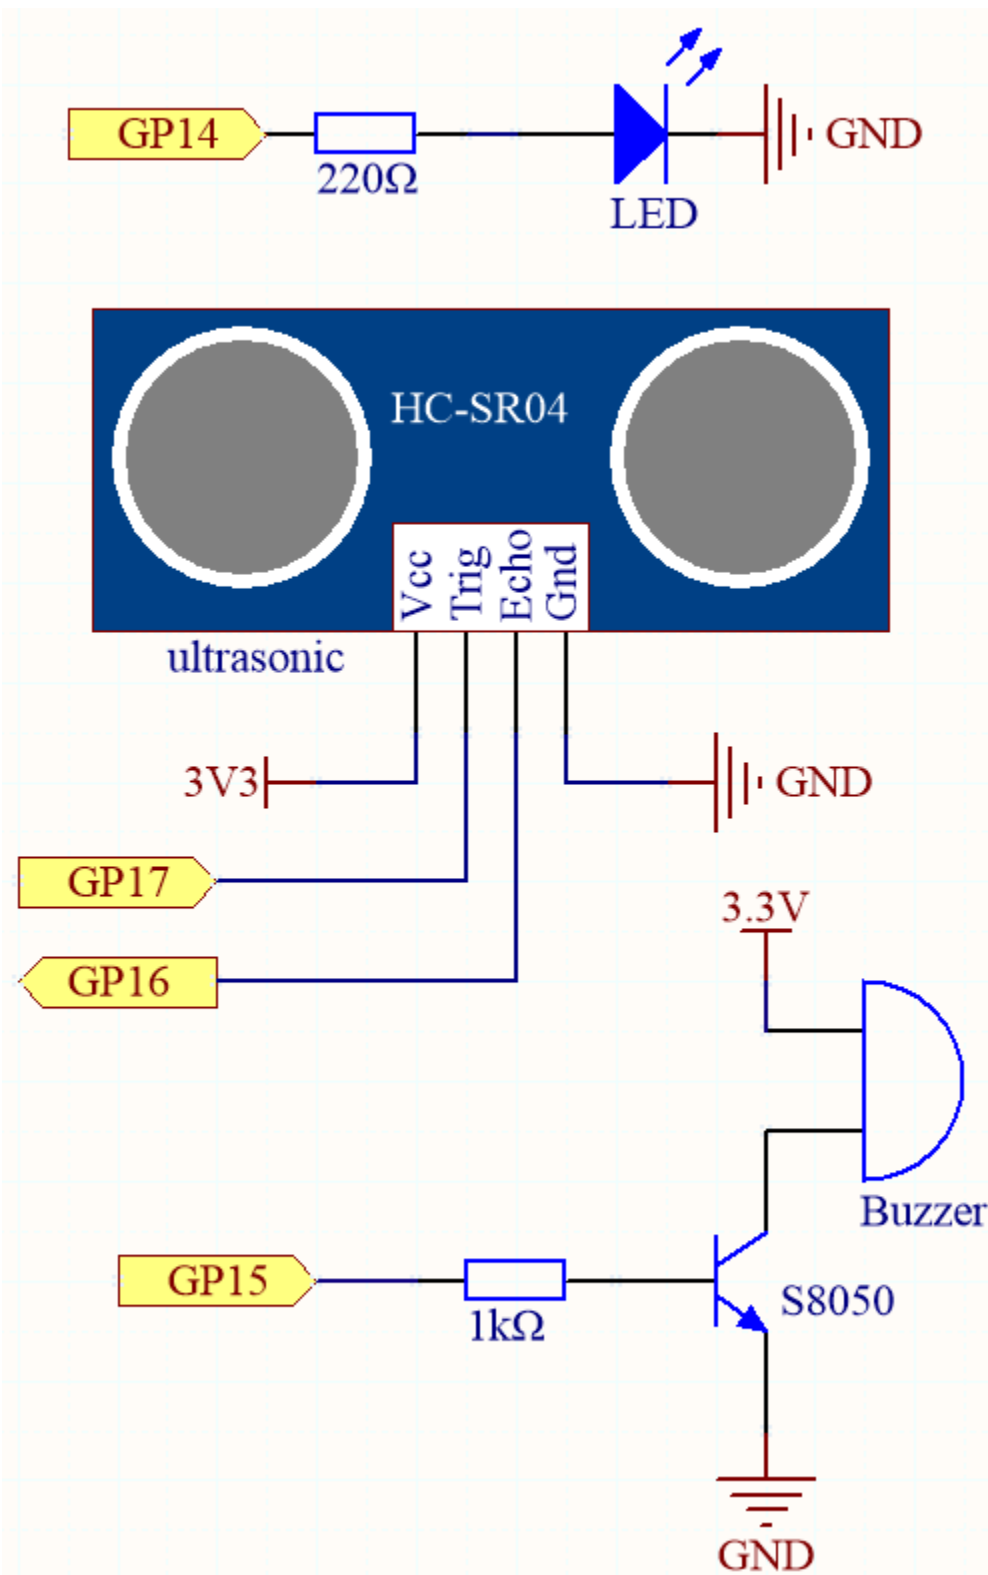 GP14
220Ω
LED
GND
HC-SR04
Vcc
Trig
Echo
Gnd
ultrasonic
3V3
GND
GP17
GP16
3.3V
Buzzer
GP15
1kΩ
S8050
GND